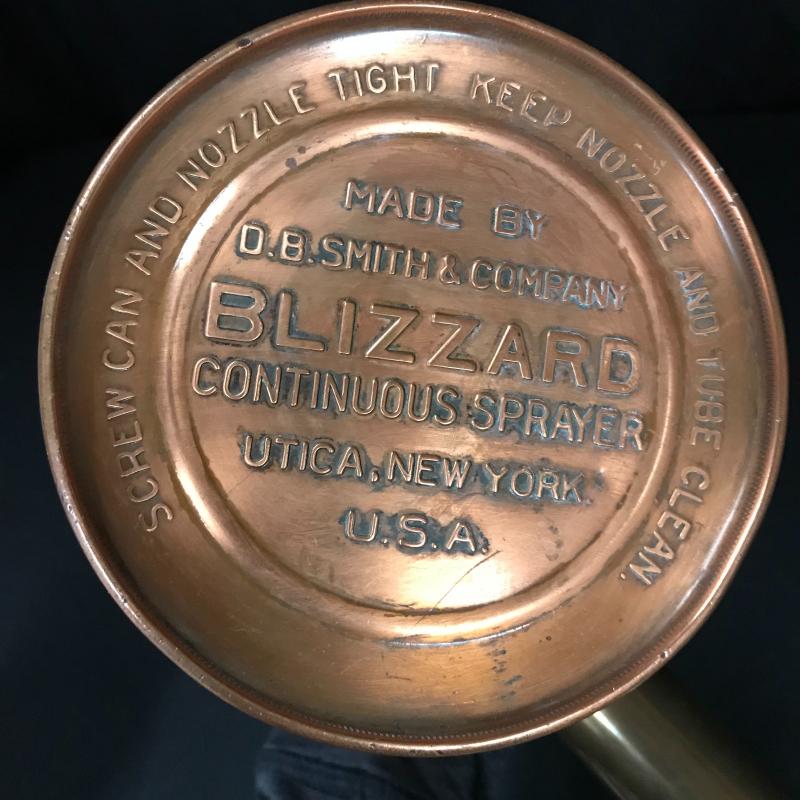 SCREW CAN AND NOZZLE TIGHT KEEP NOZZLE AND TUBE CLEAN.
MADE BY
D.B. SMITH & COMPANY
BLIZZARD
CONTINUOUS SPRAYER
UTICA, NEW YORK.
U.S.A.